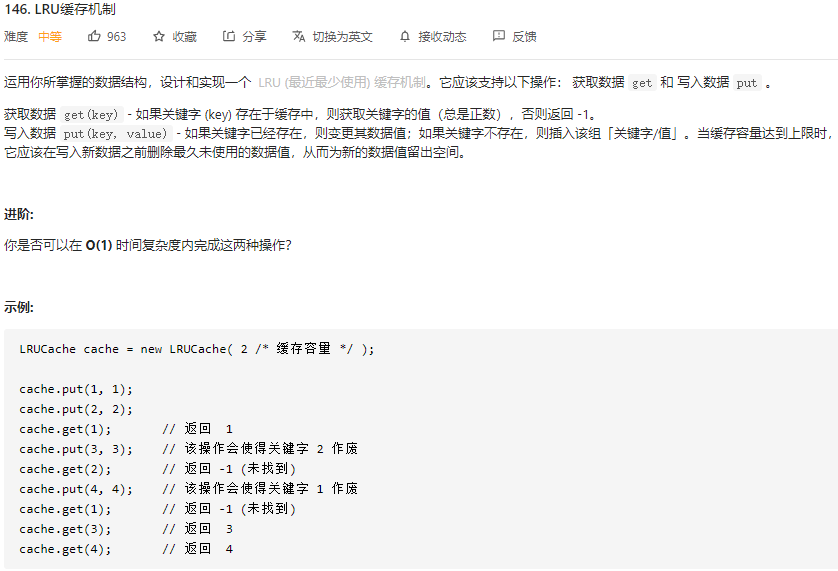 146. LRU缓存机制
难度 中等 963 收藏 分享 切换为英文 接收动态 反馈
运用你所掌握的数据结构，设计和实现一个 LRU (最近最少使用) 缓存机制。它应该支持以下操作： 获取数据 get 和 写入数据 put 。
获取数据 get(key) - 如果关键字 (key) 存在于缓存中，则获取关键字的值（总是正数），否则返回 -1。
写入数据 put(key, value) - 如果关键字已经存在，则变更其数据值；如果关键字不存在，则插入该组「关键字/值」。当缓存容量达到上限时，
它应该在写入新数据之前删除最久未使用的数据值，从而为新的数据值留出空间。
进阶:
你是否可以在 O(1) 时间复杂度内完成这两种操作？
示例:
LRUCache cache = new LRUCache( 2 /* 缓存容量 */ );
cache.put(1, 1);
cache.put(2, 2);
cache.get(1);       // 返回  1
cache.put(3, 3);    // 该操作会使得关键字 2 作废
cache.get(2);       // 返回 -1 (未找到)
cache.put(4, 4);    // 该操作会使得关键字 1 作废
cache.get(1);       // 返回 -1 (未找到)
cache.get(3);       // 返回  3
cache.get(4);       // 返回  4